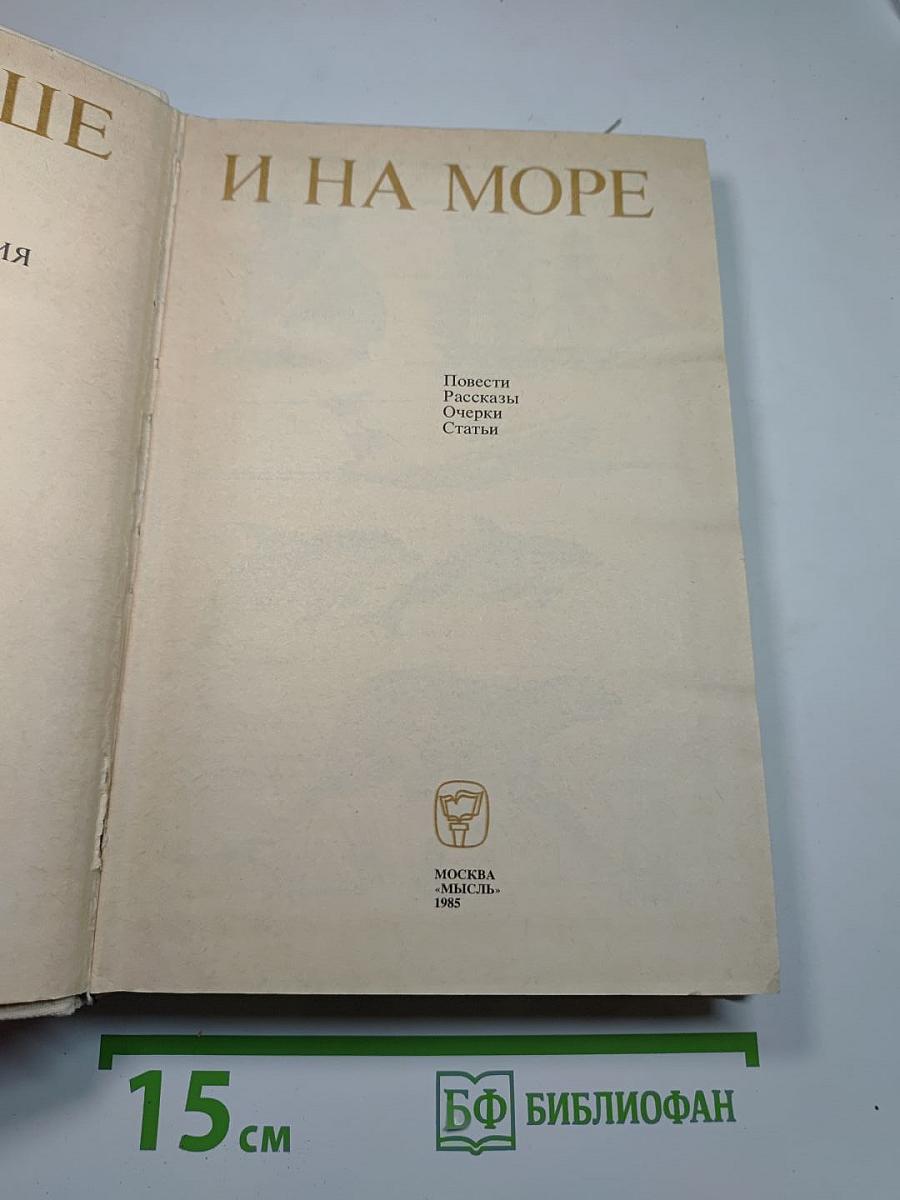 ШЕ
ИЯ
И НА МОРЕ
Повести
Рассказы
Очерки
Статьи
МОСКВА
«МЫСЛЬ»
1985
15 см
БФ БИБЛИОФАН